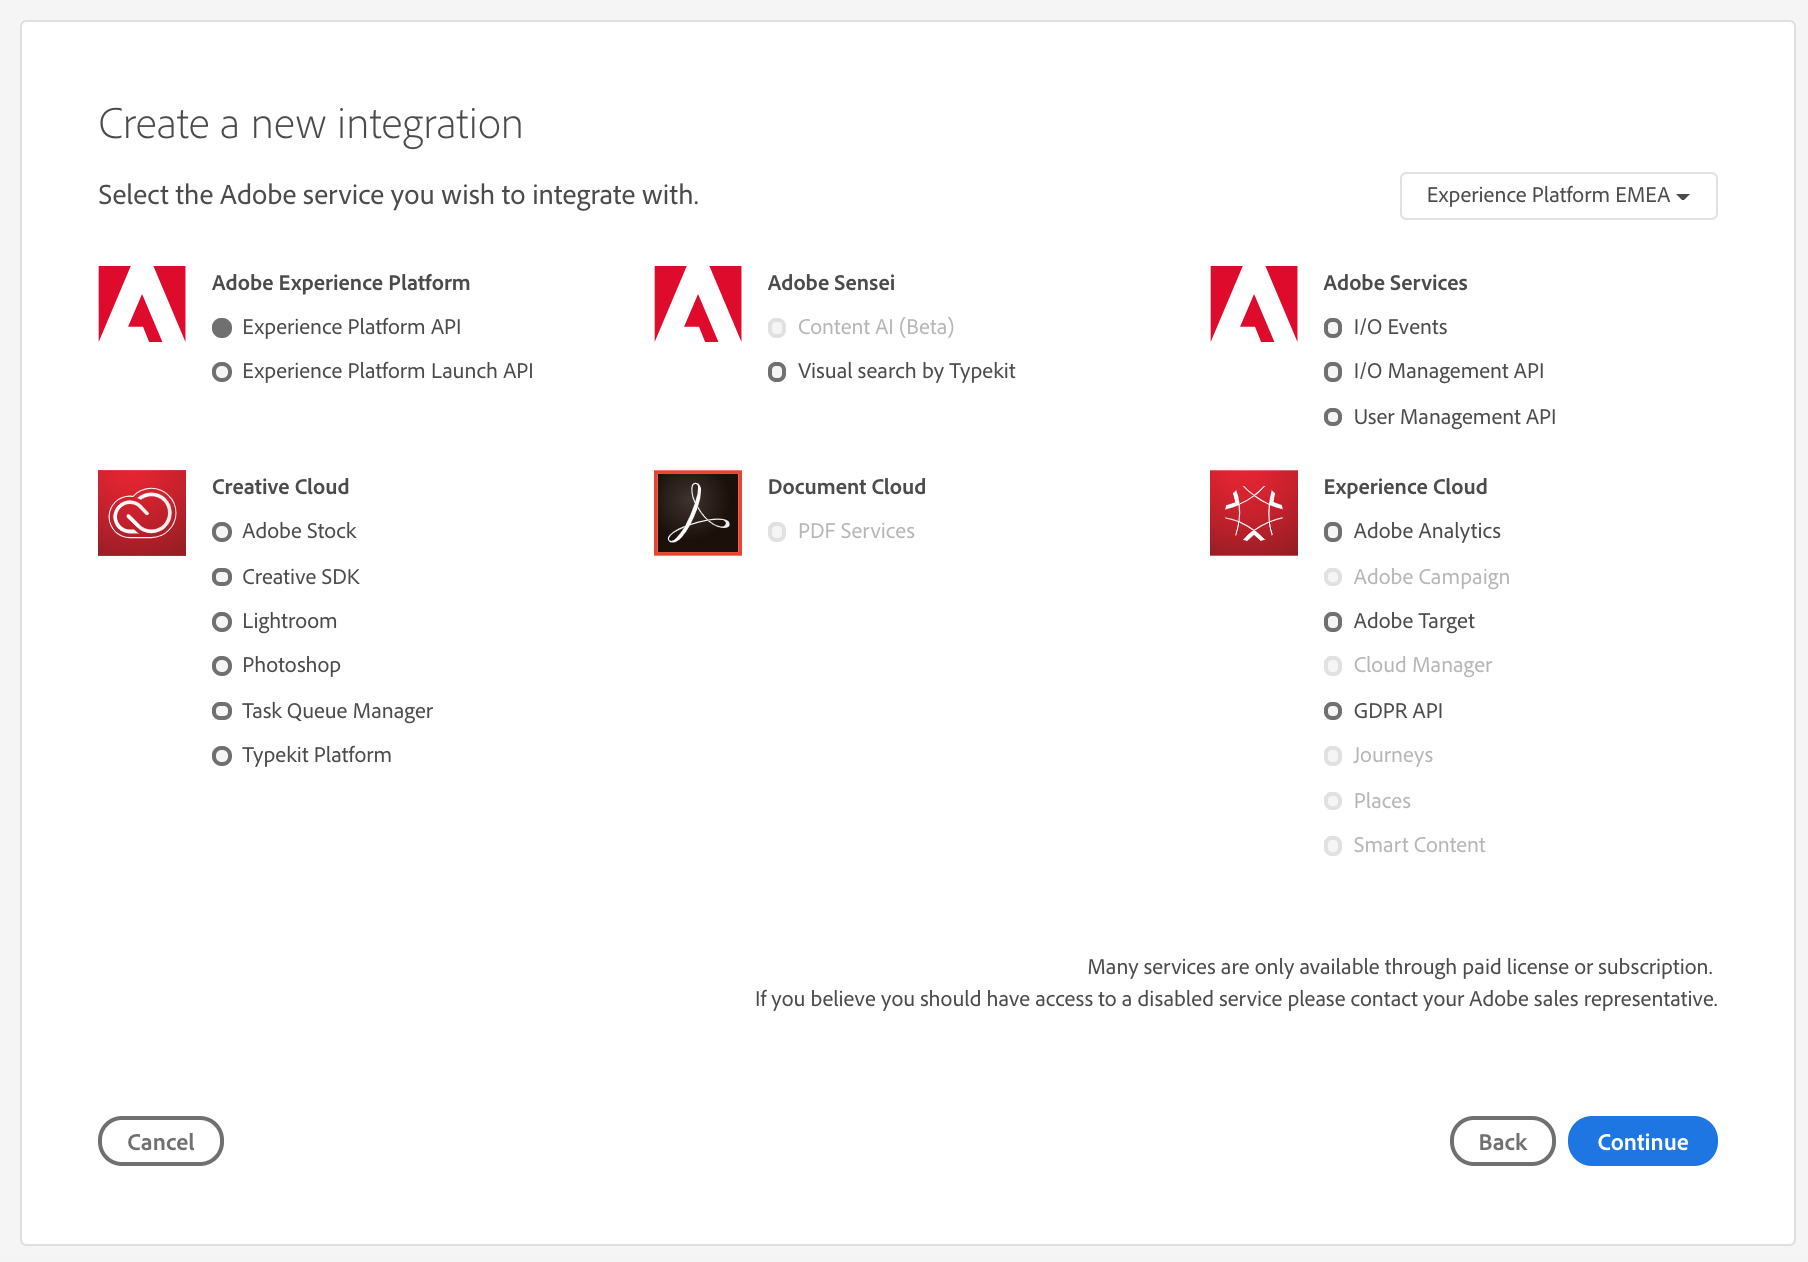 Create a new integration
Select the Adobe service you wish to integrate with.
Experience Platform EMEA
Adobe Experience Platform
Experience Platform API
Experience Platform Launch API
Adobe Sensei
Content AI (Beta)
Visual search by Typekit
Adobe Services
I/O Events
I/O Management API
User Management API
Creative Cloud
Adobe Stock
Creative SDK
Lightroom
Photoshop
Task Queue Manager
Typekit Platform
Document Cloud
PDF Services
Experience Cloud
Adobe Analytics
Adobe Campaign
Adobe Target
Cloud Manager
GDPR API
Journeys
Places
Smart Content
Many services are only available through paid license or subscription.
If you believe you should have access to a disabled service please contact your Adobe sales representative.
Cancel
Back
Continue